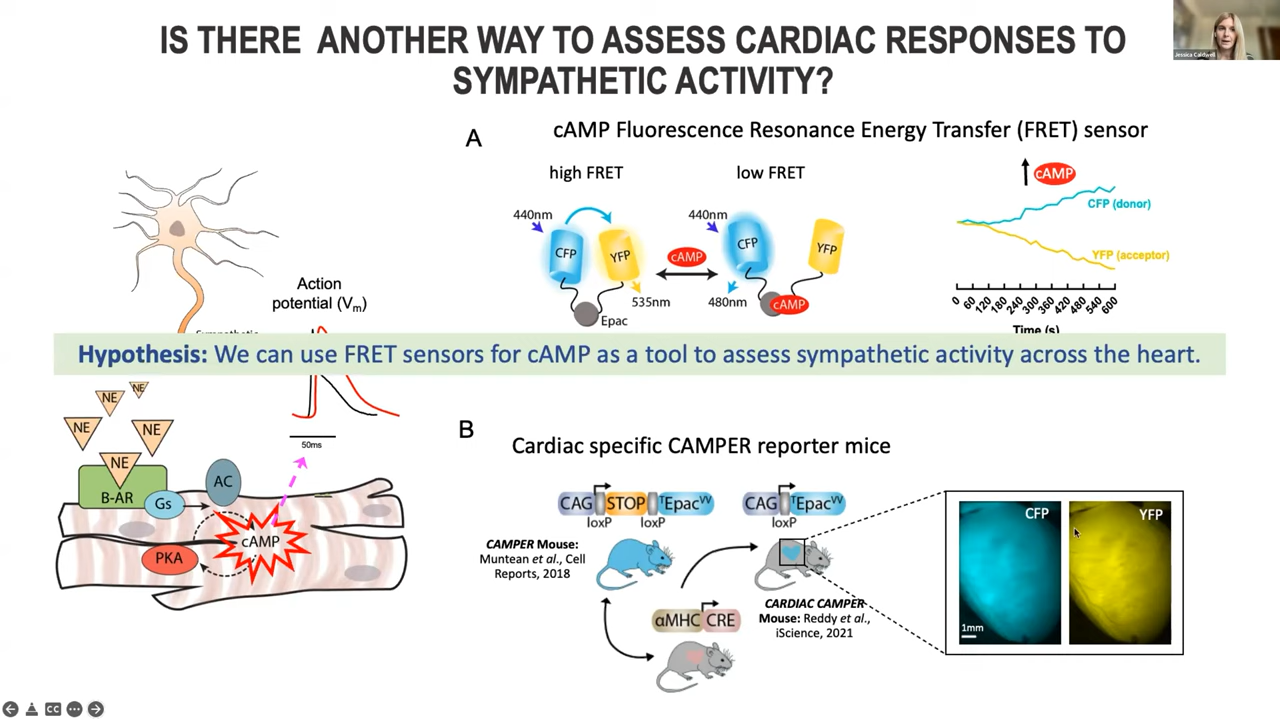 IS THERE ANOTHER WAY TO ASSESS CARDIAC RESPONSES TO
SYMPATHETIC ACTIVITY?
Jessica Caldwell
A
cAMP Fluorescence Resonance Energy Transfer (FRET) sensor
high FRET
low FRET
440nm
CFP
YFP
535nm
Epac
cAMP
440nm
CFP
YFP
480nm
cAMP
cAMP
CFP (donor)
YFP (acceptor)
0 60 120 180 240 300 360 420 480 540 600
Time (s)
Action
potential (Vm)
Hypothesis: We can use FRET sensors for cAMP as a tool to assess sympathetic activity across the heart.
NE
NE
NE
NE
NE
B-AR
Gs
AC
cAMP
PKA
50ms
B
Cardiac specific CAMPER reporter mice
CAG STOP TEpacVV
loxP loxP
CAG TEpacVV
loxP
CAMPER Mouse:
Muntean et al., Cell
Reports, 2018
αMHC CRE
CARDIAC CAMPER
Mouse: Reddy et al.,
iScience, 2021
CFP
YFP
1mm
CC